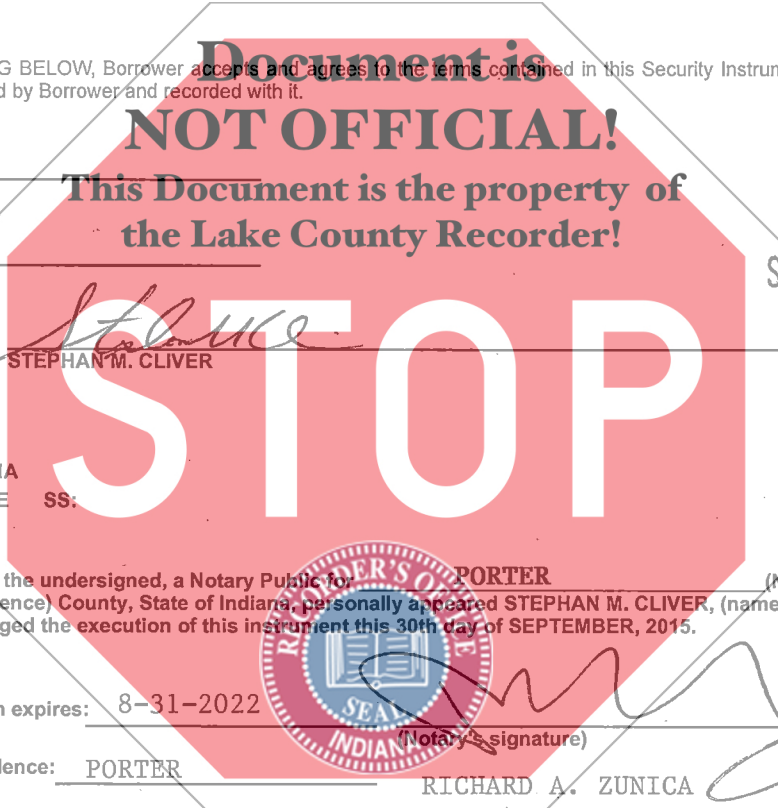 Document is
G BELOW, Borrower accepts and agrees to the terms contained in this Security Instrum
d by Borrower and recorded with it.
NOT OFFICIAL!
This Document is the property of
the Lake County Recorder!
S
STOP
STEPHAN M. CLIVER
IA
E SS:
the undersigned, a Notary Public for PORTER (N
ence) County, State of Indiana, personally appeared STEPHAN M. CLIVER, (name
ged the execution of this instrument this 30th day of SEPTEMBER, 2015.
RECORDER'S OFFICE
SEAL
INDIANA
n expires: 8-31-2022
(Notary's signature)
lence: PORTER
RICHARD A. ZUNICA